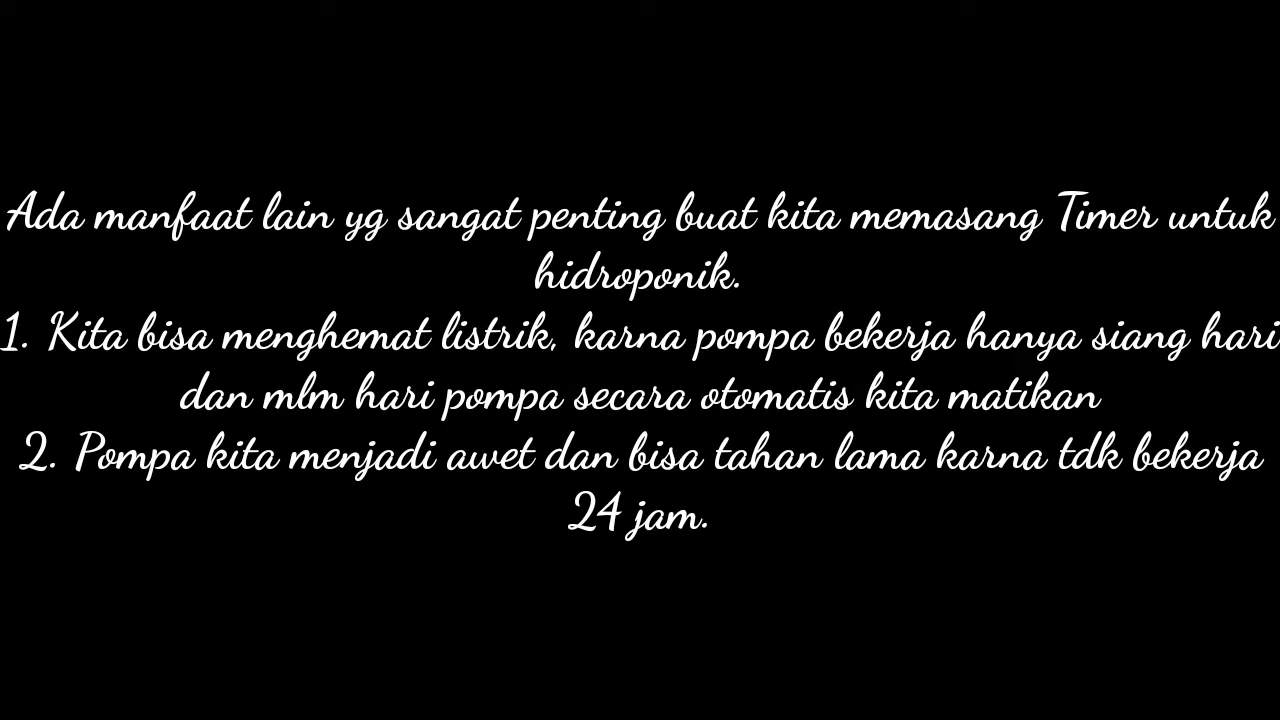 Ada manfaat lain yg sangat penting buat kita memasang Timer untuk
hidroponik.
1. Kita bisa menghemat listrik, karna pompa bekerja hanya siang hari
dan mlm hari pompa secara otomatis kita matikan
2. Pompa kita menjadi awet dan bisa tahan lama karna tdk bekerja
24 jam.